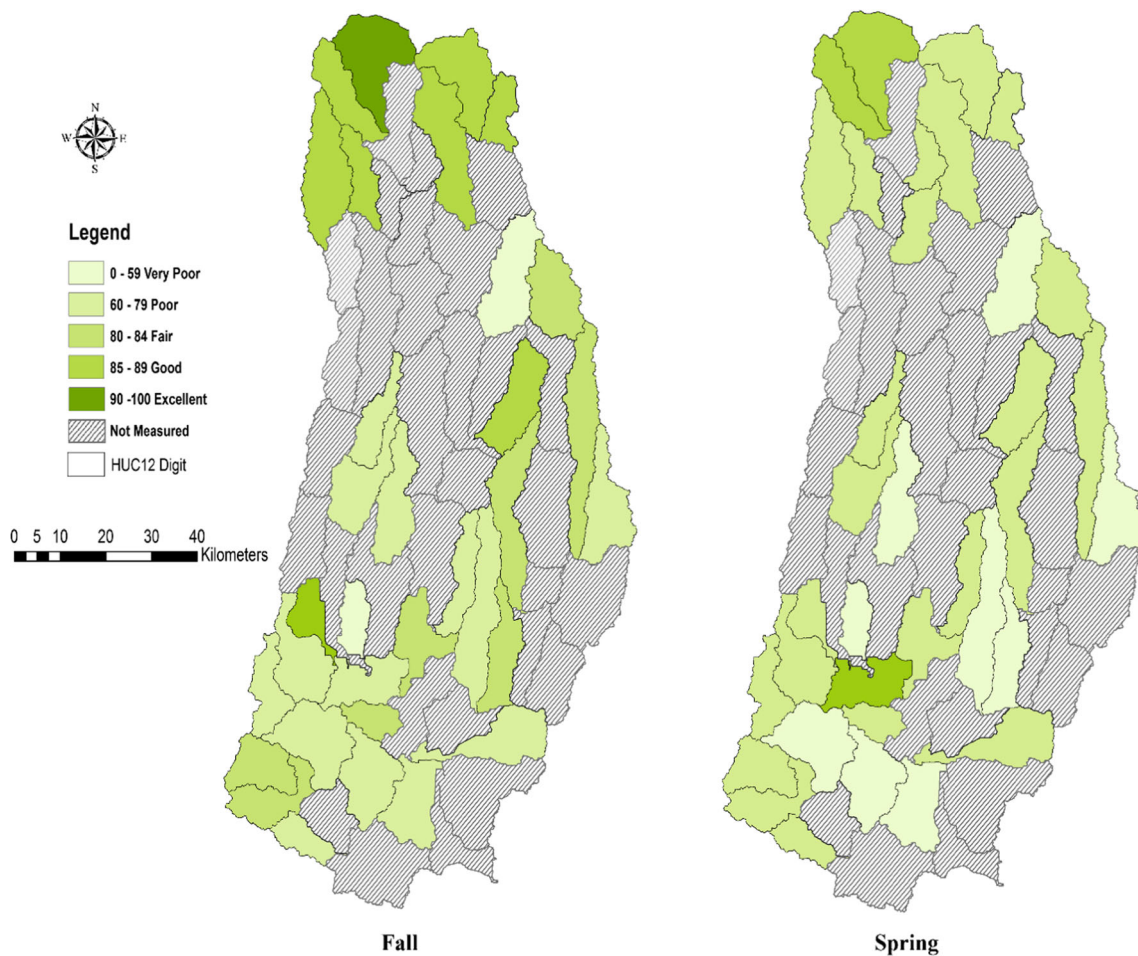 N
W E
S
Legend
0 - 59 Very Poor
60 - 79 Poor
80 - 84 Fair
85 - 89 Good
90 -100 Excellent
Not Measured
HUC12 Digit
0 5 10 20 30 40
Kilometers
Fall Spring